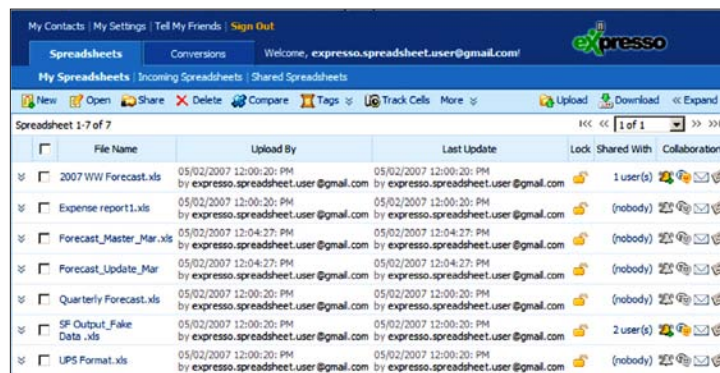 My Contacts | My Settings | Tell My Friends | Sign Out
Spreadsheets Conversions Welcome, expresso.spreadsheet.user@gmail.com!
expresso
My Spreadsheets | Incoming Spreadsheets | Shared Spreadsheets
New Open Share Delete Compare Tags Track Cells More Upload Download << Expand
Spreadsheet 1-7 of 7 1 of 1
File Name Upload By Last Update Lock Shared With Collaboration
2007 WW Forecast.xls 05/02/2007 12:00:20: PM 05/02/2007 12:00:20: PM 1 user(s)
by expresso.spreadsheet.user@gmail.com by expresso.spreadsheet.user@gmail.com
Expense report1.xls 05/02/2007 12:00:20: PM 05/02/2007 12:00:20: PM (nobody)
by expresso.spreadsheet.user@gmail.com by expresso.spreadsheet.user@gmail.com
Forecast_Master_Mar.xls 05/02/2007 12:04:27: PM 05/02/2007 12:04:27: PM (nobody)
by expresso.spreadsheet.user@gmail.com by expresso.spreadsheet.user@gmail.com
Forecast_Update_Mar 05/02/2007 12:04:27: PM 05/02/2007 12:04:27: PM (nobody)
by expresso.spreadsheet.user@gmail.com by expresso.spreadsheet.user@gmail.com
Quarterly Forecast.xls 05/02/2007 12:00:20: PM 05/02/2007 12:00:20: PM (nobody)
by expresso.spreadsheet.user@gmail.com by expresso.spreadsheet.user@gmail.com
SF Output_Fake 05/02/2007 12:00:20: PM 05/02/2007 12:00:20: PM 2 user(s)
Data .xls by expresso.spreadsheet.user@gmail.com by expresso.spreadsheet.user@gmail.com
UPS Format.xls 05/02/2007 12:00:20: PM 05/02/2007 12:00:20: PM (nobody)
by expresso.spreadsheet.user@gmail.com by expresso.spreadsheet.user@gmail.com